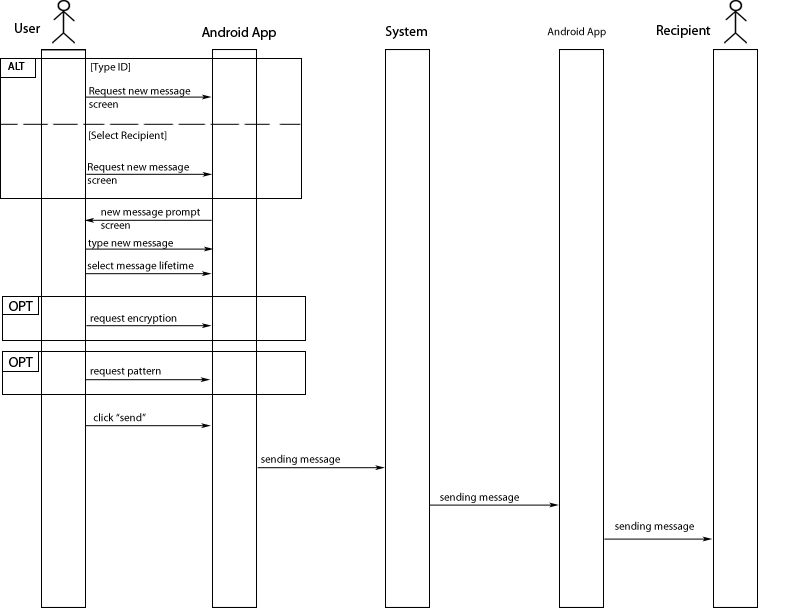 User
Android App
System
Android App
Recipient
ALT
[Type ID]
Request new message
screen
[Select Recipient]
Request new message
screen
new message prompt
screen
type new message
select message lifetime
OPT
request encryption
OPT
request pattern
click “send”
sending message
sending message
sending message